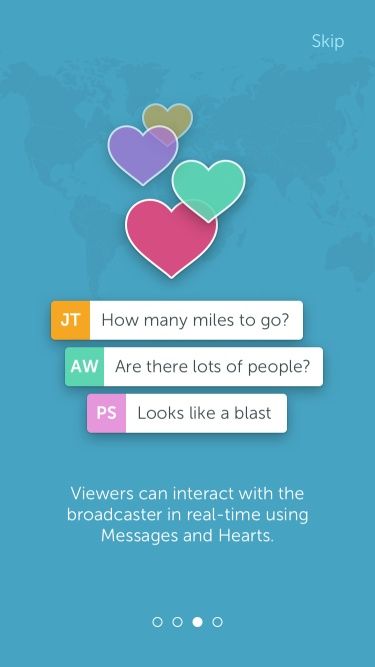 Skip
JT How many miles to go?
AW Are there lots of people?
PS Looks like a blast
Viewers can interact with the
broadcaster in real-time using
Messages and Hearts.